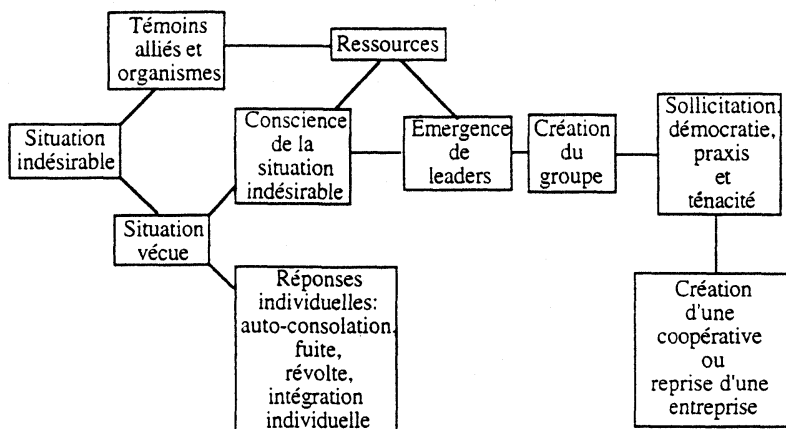 Témoins
alliés et
organismes
Ressources
Situation
indésirable
Conscience
de la
situation
indésirable
Emergence
de
leaders
Création
du
groupe
Sollicitation,
démocratie,
praxis
et
ténacité
Situation
vécue
Réponses
individuelles:
auto-consolation,
fuite,
révolte,
intégration
individuelle
Création
d'une
coopérative
ou
reprise d'une
entreprise